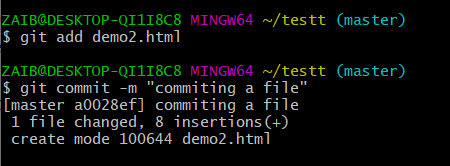 ZAIB@DESKTOP-QI1I8C8 MINGW64 ~/testt (master)
$ git add demo2.html
ZAIB@DESKTOP-QI1I8C8 MINGW64 ~/testt (master)
$ git commit -m "commiting a file"
[master a0028ef] commiting a file
 1 file changed, 8 insertions(+)
 create mode 100644 demo2.html